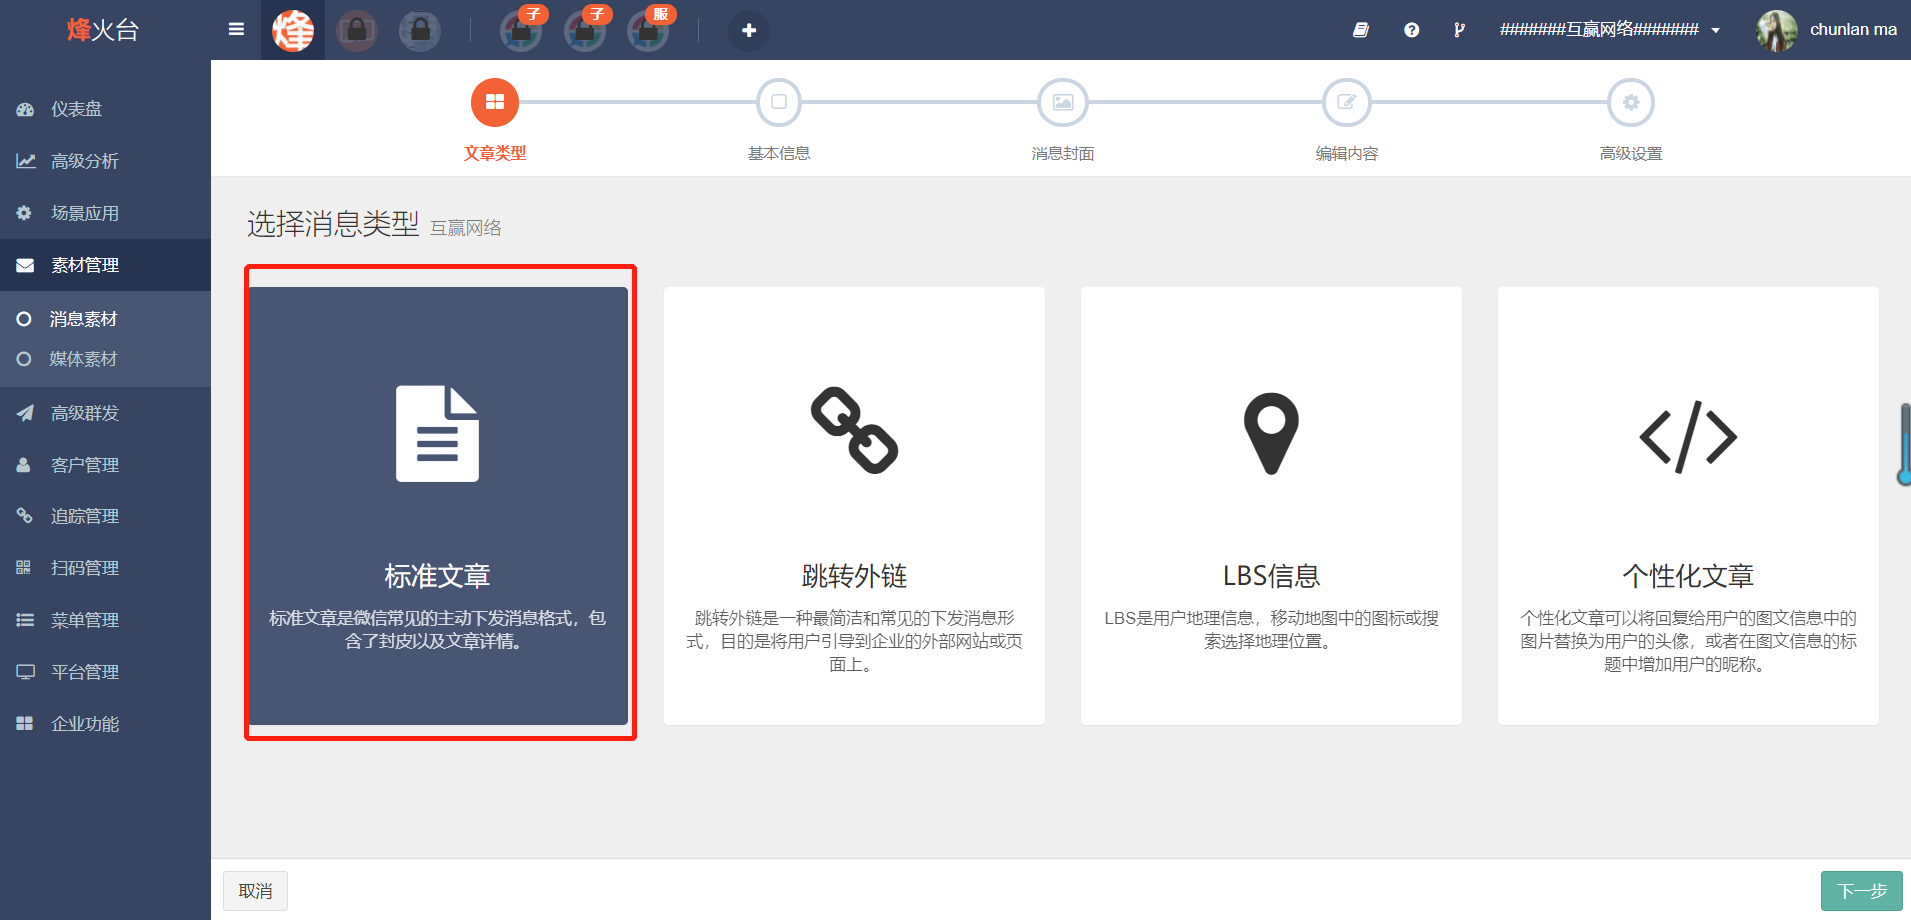 烽火台
烽
子
子
服
#######互赢网络#######
chunlan ma
仪表盘
高级分析
场景应用
素材管理
消息素材
媒体素材
高级群发
客户管理
追踪管理
扫码管理
菜单管理
平台管理
企业功能
文章类型
基本信息
消息封面
编辑内容
高级设置
选择消息类型 互赢网络
标准文章
标准文章是微信常见的主动下发消息格式，包
含了封皮以及文章详情。
跳转外链
跳转外链是一种最简洁和常见的下发消息形
式，目的是将用户引导到企业的外部网站或页
面上。
LBS信息
LBS是用户地理信息，移动地图中的图标或搜
索选择地理位置。
个性化文章
个性化文章可以将回复给用户的图文信息中的
图片替换为用户的头像，或者在图文信息的标
题中增加用户的昵称。
取消
下一步